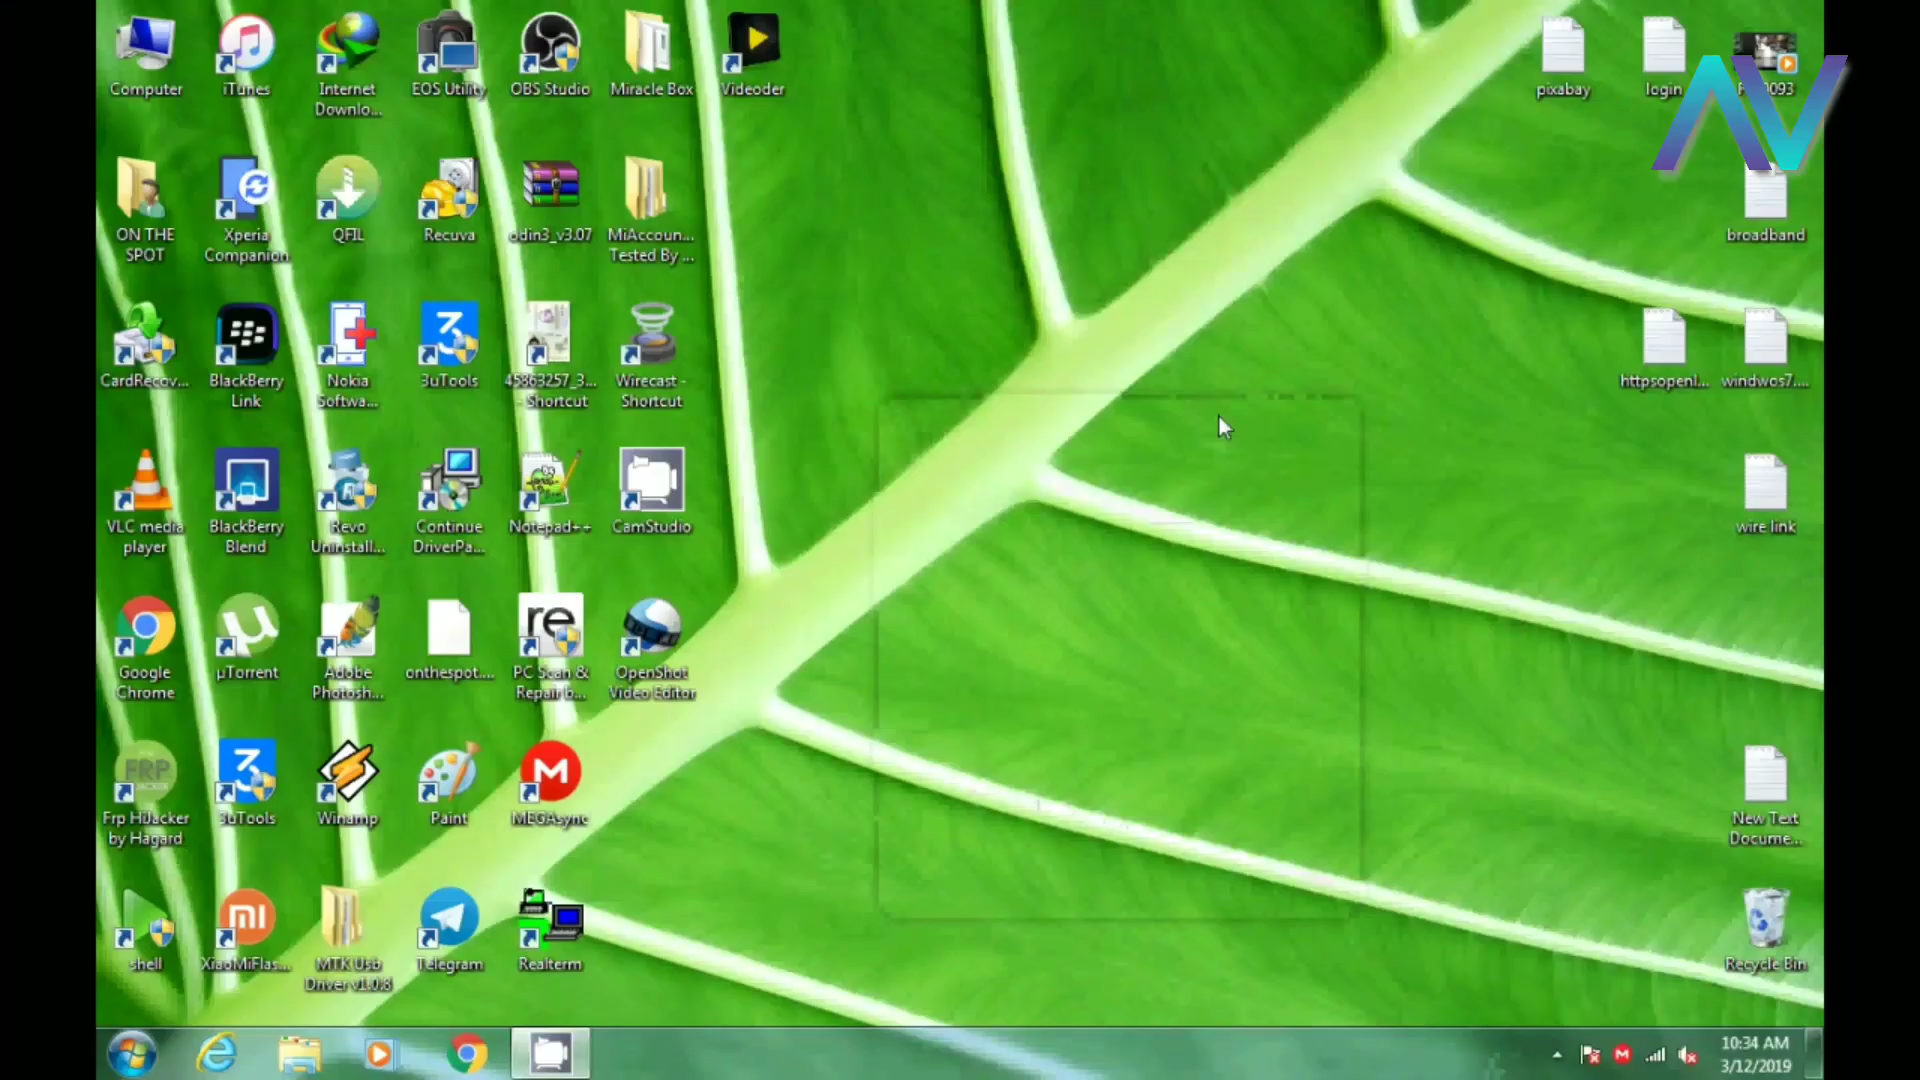 Computer
iTunes
Internet
Downlo...
EOS Utility
OBS Studio
Miracle Box
Videoder
pixabay
login
0093
AV
ON THE
SPOT
Xperia
Companion
QFIL
Recuva
odin3_v3.07
MiAccoun...
Tested By ...
broadband
CardRecov...
BlackBerry
Link
Nokia
Softwa...
3uTools
45863257_3...
- Shortcut
Wirecast -
Shortcut
httpsopenl...
windwos7....
VLC media
player
BlackBerry
Blend
Revo
Uninstall...
Continue
DriverPa...
Notepad++
CamStudio
wire link
Google
Chrome
µTorrent
Adobe
Photosh...
onthespot....
re
PC Scan &
Repair b...
OpenShot
Video Editor
FRP
Frp HiJacker
by Hagard
3uTools
Winamp
Paint
MEGAsync
New Text
Docume...
shell
XiaoMiFlas...
MTK Usb
Driver v1.0.8
Telegram
Realterm
Recycle Bin
10:34 AM
3/12/2019